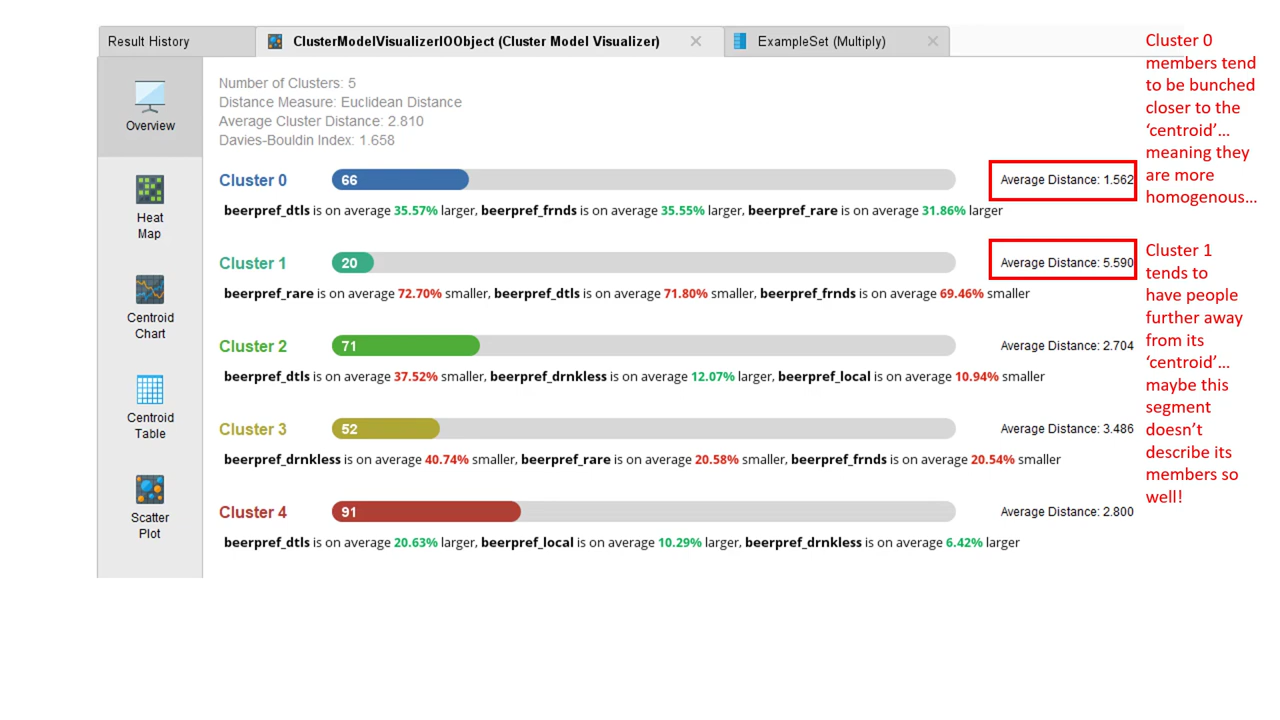 Result History
ClusterModelVisualizerIOObject (Cluster Model Visualizer)
ExampleSet (Multiply)
Overview
Heat
Map
Centroid
Chart
Centroid
Table
Scatter
Plot
Number of Clusters: 5
Distance Measure: Euclidean Distance
Average Cluster Distance: 2.810
Davies-Bouldin Index: 1.658
Cluster 0 66 Average Distance: 1.562
beerpref_dtls is on average 35.57% larger, beerpref_frnds is on average 35.55% larger, beerpref_rare is on average 31.86% larger
Cluster 1 20 Average Distance: 5.590
beerpref_rare is on average 72.70% smaller, beerpref_dtls is on average 71.80% smaller, beerpref_frnds is on average 69.46% smaller
Cluster 2 71 Average Distance: 2.704
beerpref_dtls is on average 37.52% smaller, beerpref_drnkless is on average 12.07% larger, beerpref_local is on average 10.94% smaller
Cluster 3 52 Average Distance: 3.486
beerpref_drnkless is on average 40.74% smaller, beerpref_rare is on average 20.58% smaller, beerpref_frnds is on average 20.54% smaller
Cluster 4 91 Average Distance: 2.800
beerpref_dtls is on average 20.63% larger, beerpref_local is on average 10.29% larger, beerpref_drnkless is on average 6.42% larger
Cluster 0
members tend
to be bunched
closer to the
‘centroid’…
meaning they
are more
homogenous…
Cluster 1
tends to
have people
further away
from its
‘centroid’…
maybe this
segment
doesn’t
describe its
members so
well!